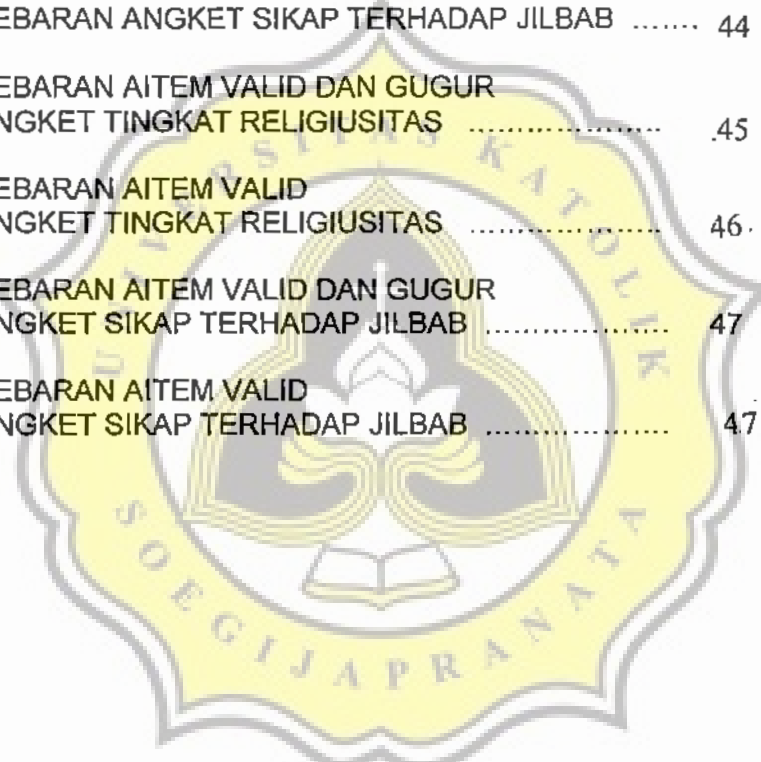 EBARAN ANGKET SIKAP TERHADAP JILBAB ....... 44
EBARAN AITEM VALID DAN GUGUR
NGKET TINGKAT RELIGIUSITAS ..................... .45
EBARAN AITEM VALID
NGKET TINGKAT RELIGIUSITAS ..................... 46.
EBARAN AITEM VALID DAN GUGUR
NGKET SIKAP TERHADAP JILBAB .................... 47
EBARAN AITEM VALID
NGKET SIKAP TERHADAP JILBAB .................... 47
UNIVERSITAS KATOLIK
SOEGIJAPRANATA